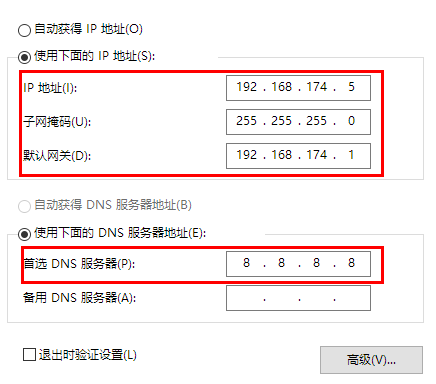 自动获得 IP 地址(O)
使用下面的 IP 地址(S):
IP 地址(I): 192 . 168 . 174 . 5
子网掩码(U): 255 . 255 . 255 . 0
默认网关(D): 192 . 168 . 174 . 1
自动获得 DNS 服务器地址(B)
使用下面的 DNS 服务器地址(E):
首选 DNS 服务器(P): 8 . 8 . 8 . 8
备用 DNS 服务器(A): . . .
退出时验证设置(L) 高级(V)...